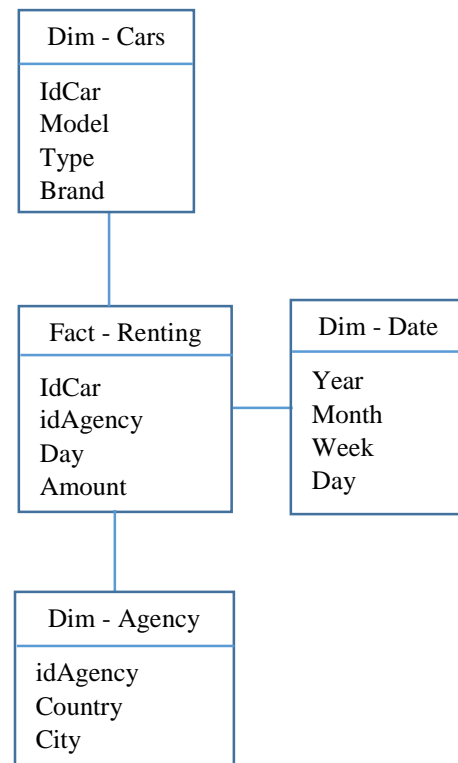 Dim - Cars
IdCar
Model
Type
Brand
Fact - Renting
IdCar
idAgency
Day
Amount
Dim - Date
Year
Month
Week
Day
Dim - Agency
idAgency
Country
City